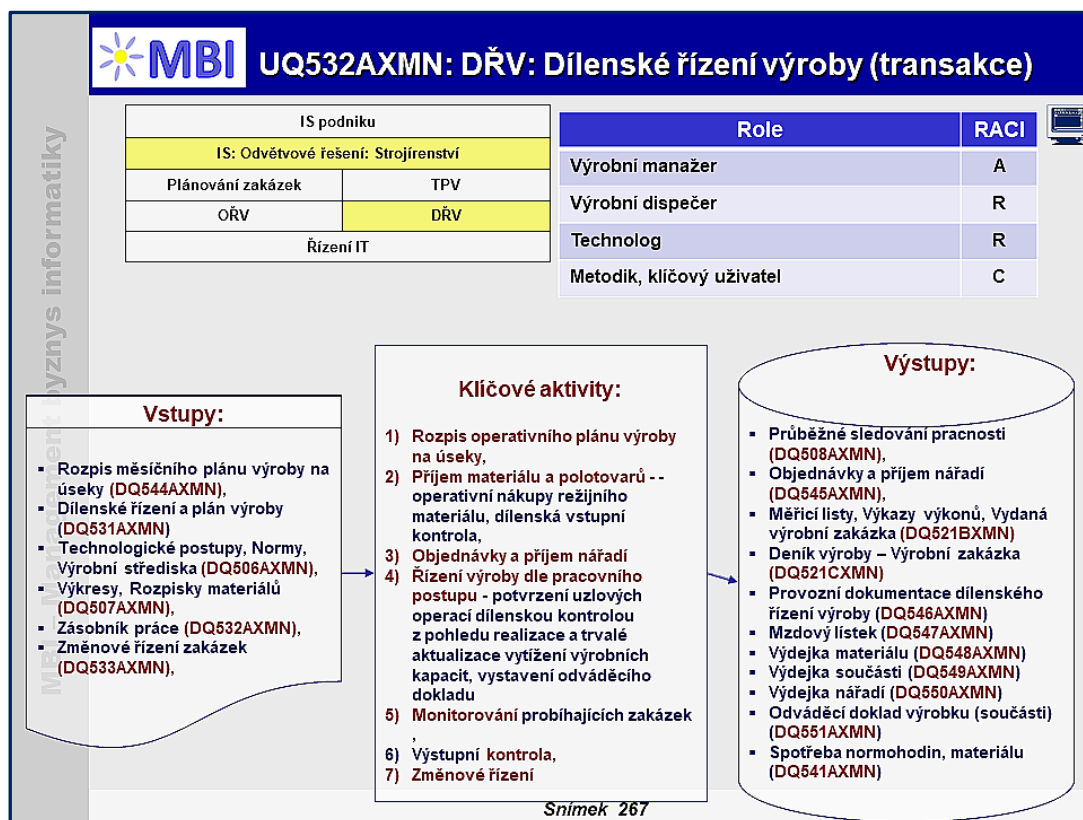 MBI
UQ532AXMN: DŘV: Dílenské řízení výroby (transakce)
MBI – Management byznys informatiky
IS podniku
IS: Odvětvové řešení: Strojírenství
Plánování zakázek
TPV
OŘV
DŘV
Řízení IT
Role
RACI
Výrobní manažer
A
Výrobní dispečer
R
Technolog
R
Metodik, klíčový uživatel
C
Vstupy:
▪ Rozpis měsíčního plánu výroby na
úseky (DQ544AXMN),
▪ Dílenské řízení a plán výroby
(DQ531AXMN)
▪ Technologické postupy, Normy,
Výrobní střediska (DQ506AXMN),
▪ Výkresy, Rozpisky materiálů
(DQ507AXMN),
▪ Zásobník práce (DQ532AXMN),
▪ Změnové řízení zakázek
(DQ533AXMN),
Klíčové aktivity:
1) Rozpis operativního plánu výroby
na úseky,
2) Příjem materiálu a polotovarů - -
operativní nákupy režijního
materiálu, dílenská vstupní
kontrola,
3) Objednávky a příjem nářadí
4) Řízení výroby dle pracovního
postupu - potvrzení uzlových
operací dílenskou kontrolou
z pohledu realizace a trvalé
aktualizace vytížení výrobních
kapacit, vystavení odváděcího
dokladu
5) Monitorování probíhajících zakázek
,
6) Výstupní kontrola,
7) Změnové řízení
Výstupy:
▪ Průběžné sledování pracnosti
(DQ508AXMN),
▪ Objednávky a příjem nářadí
(DQ545AXMN),
▪ Měřicí listy, Výkazy výkonů, Vydaná
výrobní zakázka (DQ521BXMN)
▪ Deník výroby – Výrobní zakázka
(DQ521CXMN)
▪ Provozní dokumentace dílenského
řízení výroby (DQ546AXMN)
▪ Mzdový lístek (DQ547AXMN)
▪ Výdejka materiálu (DQ548AXMN)
▪ Výdejka součásti (DQ549AXMN)
▪ Výdejka nářadí (DQ550AXMN)
▪ Odváděcí doklad výrobku (součásti)
(DQ551AXMN)
▪ Spotřeba normohodin, materiálu
(DQ541AXMN)
Snímek 267